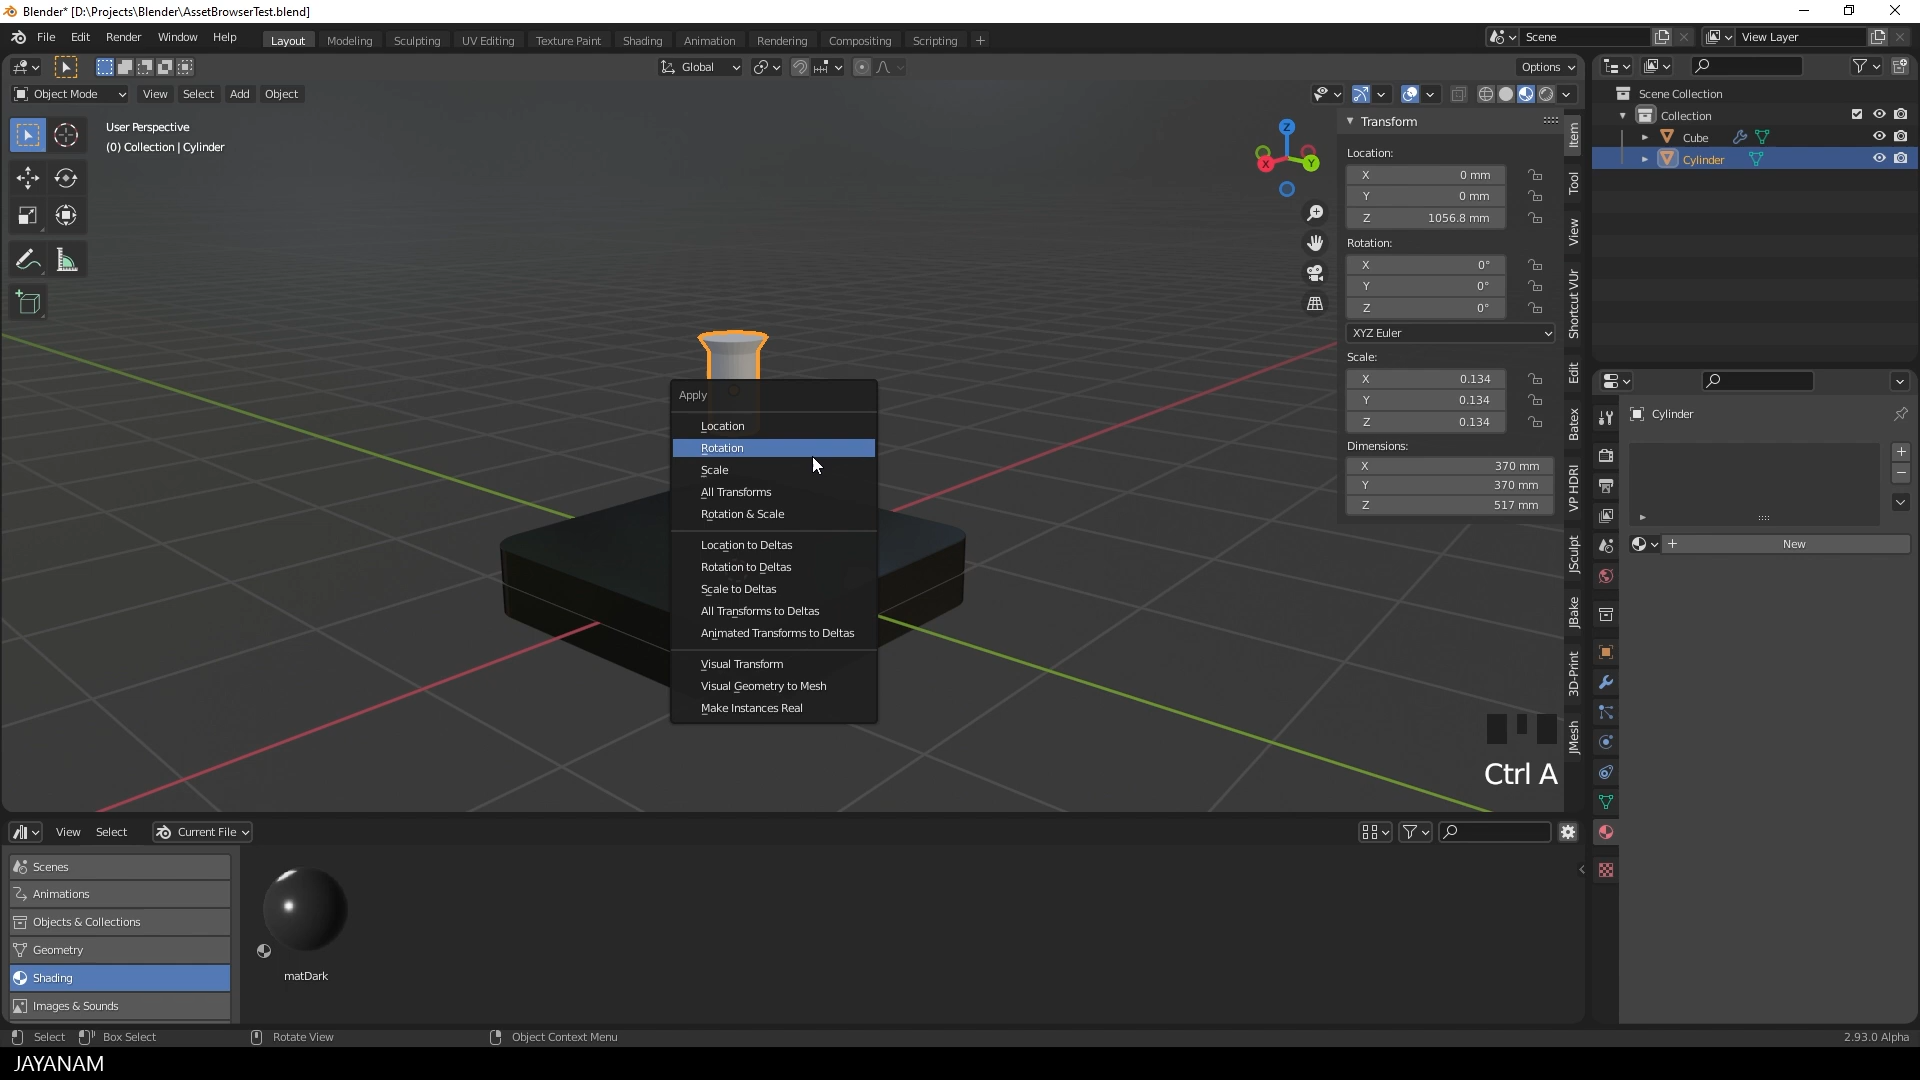 Blender* [D:\Projects\Blender\AssetBrowserTest.blend]
File Edit Render Window Help
Layout Modeling Sculpting UV Editing Texture Paint Shading Animation Rendering Compositing Scripting
Scene
View Layer
Global
Options
Object Mode View Select Add Object
User Perspective
(0) Collection | Cylinder
Z
X
Y
Transform
Location:
X 0 mm
Y 0 mm
Z 1056.8 mm
Rotation:
X 0°
Y 0°
Z 0°
XYZ Euler
Scale:
X 0.134
Y 0.134
Z 0.134
Dimensions:
X 370 mm
Y 370 mm
Z 517 mm
Item
Tool
View
Shortcut VUr
Edit
Batex
VP HDRI
JSculpt
JBake
3D-Print
JMesh
Scene Collection
Collection
Cube
Cylinder
Cylinder
New
Apply
Location
Rotation
Scale
All Transforms
Rotation & Scale
Location to Deltas
Rotation to Deltas
Scale to Deltas
All Transforms to Deltas
Animated Transforms to Deltas
Visual Transform
Visual Geometry to Mesh
Make Instances Real
Ctrl A
View Select Current File
Scenes
Animations
Objects & Collections
Geometry
Shading
Images & Sounds
matDark
Select Box Select Rotate View Object Context Menu 2.93.0 Alpha
JAYANAM